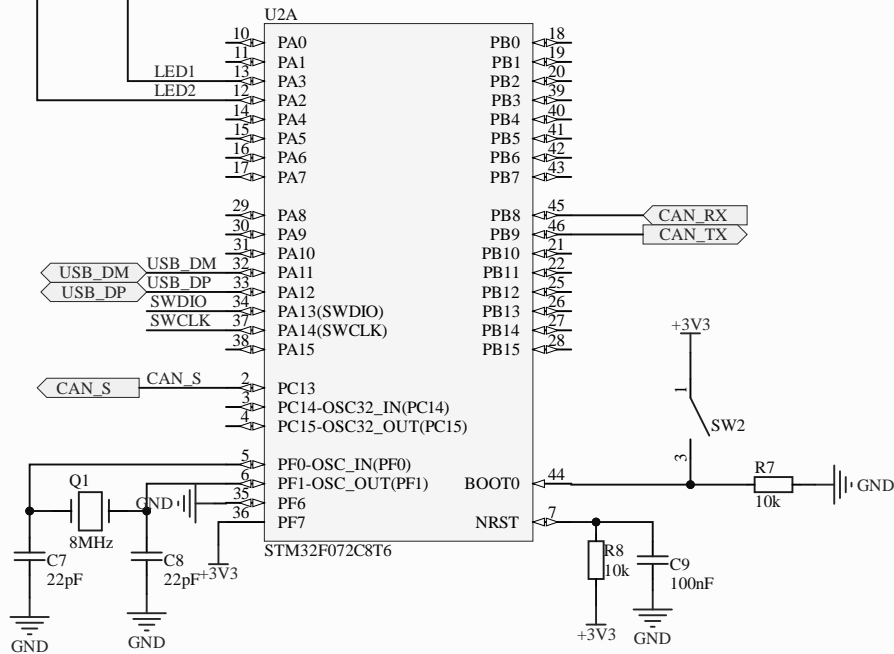 U2A
10 PA0 PB0 18
11 PA1 PB1 19
LED1 13 PA3 PB2 20
LED2 12 PA2 PB3 39
14 PA4 PB4 40
15 PA5 PB5 41
16 PA6 PB6 42
17 PA7 PB7 43
29 PA8 PB8 45 CAN_RX
30 PA9 PB9 46 CAN_TX
31 PA10 PB10 21
USB_DM USB_DM 32 PA11 PB11 22
USB_DP USB_DP 33 PA12 PB12 25
SWDIO 34 PA13(SWDIO) PB13 26
SWCLK 37 PA14(SWCLK) PB14 27
38 PA15 PB15 28
+3V3
CAN_S CAN_S 2 PC13
1
3 PC14-OSC32_IN(PC14)
4 PC15-OSC32_OUT(PC15)
SW2
3
5 PF0-OSC_IN(PF0)
6 PF1-OSC_OUT(PF1) BOOT0 44
R7
10k
GND
Q1
8MHz
GND 35 PF6
36 PF7 NRST 7
STM32F072C8T6
C7
22pF
C8
22pF
+3V3
R8
10k
C9
100nF
GND
GND
+3V3
GND